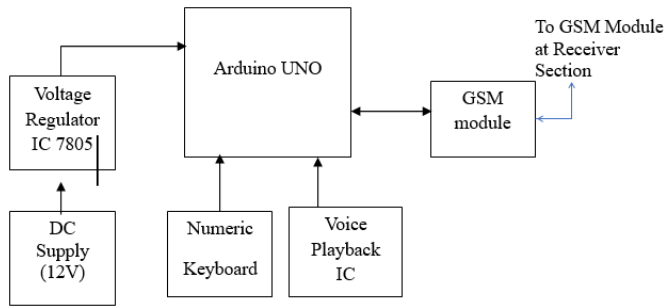 To GSM Module
at Receiver
Section
Arduino UNO
Voltage
Regulator
IC 7805
GSM
module
DC
Supply
(12V)
Numeric
Keyboard
Voice
Playback
IC